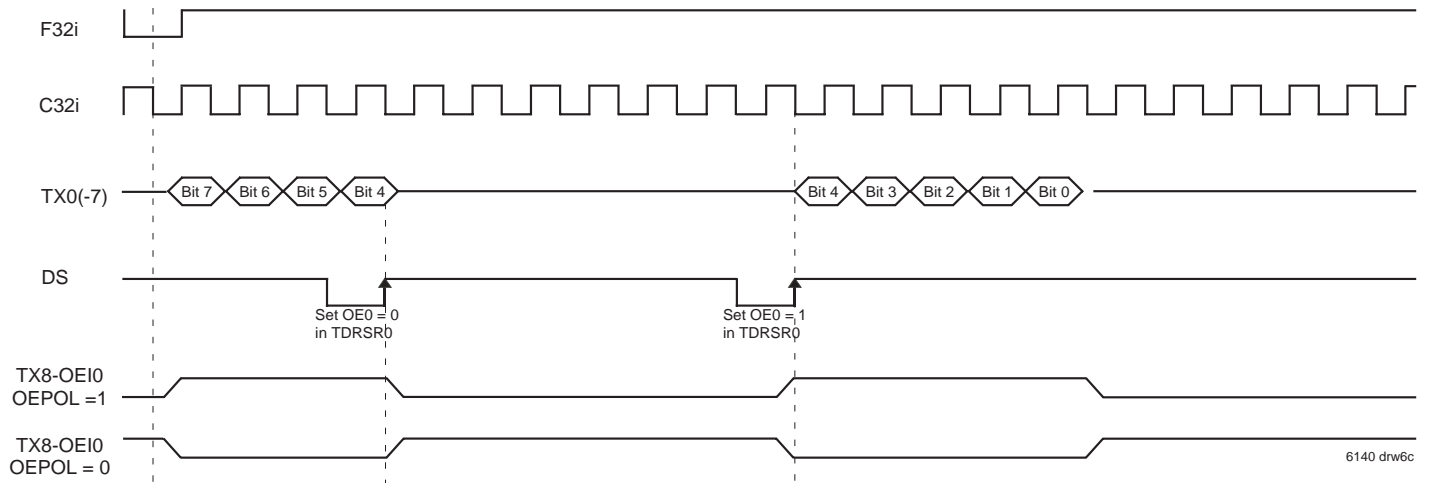 F32i
C32i
TX0(-7)
Bit 7 Bit 6 Bit 5 Bit 4 Bit 4 Bit 3 Bit 2 Bit 1 Bit 0
DS
Set OE0 = 0
in TDRSR0
Set OE0 = 1
in TDRSR0
TX8-OEI0
OEPOL =1
TX8-OEI0
OEPOL = 0
6140 drw6c